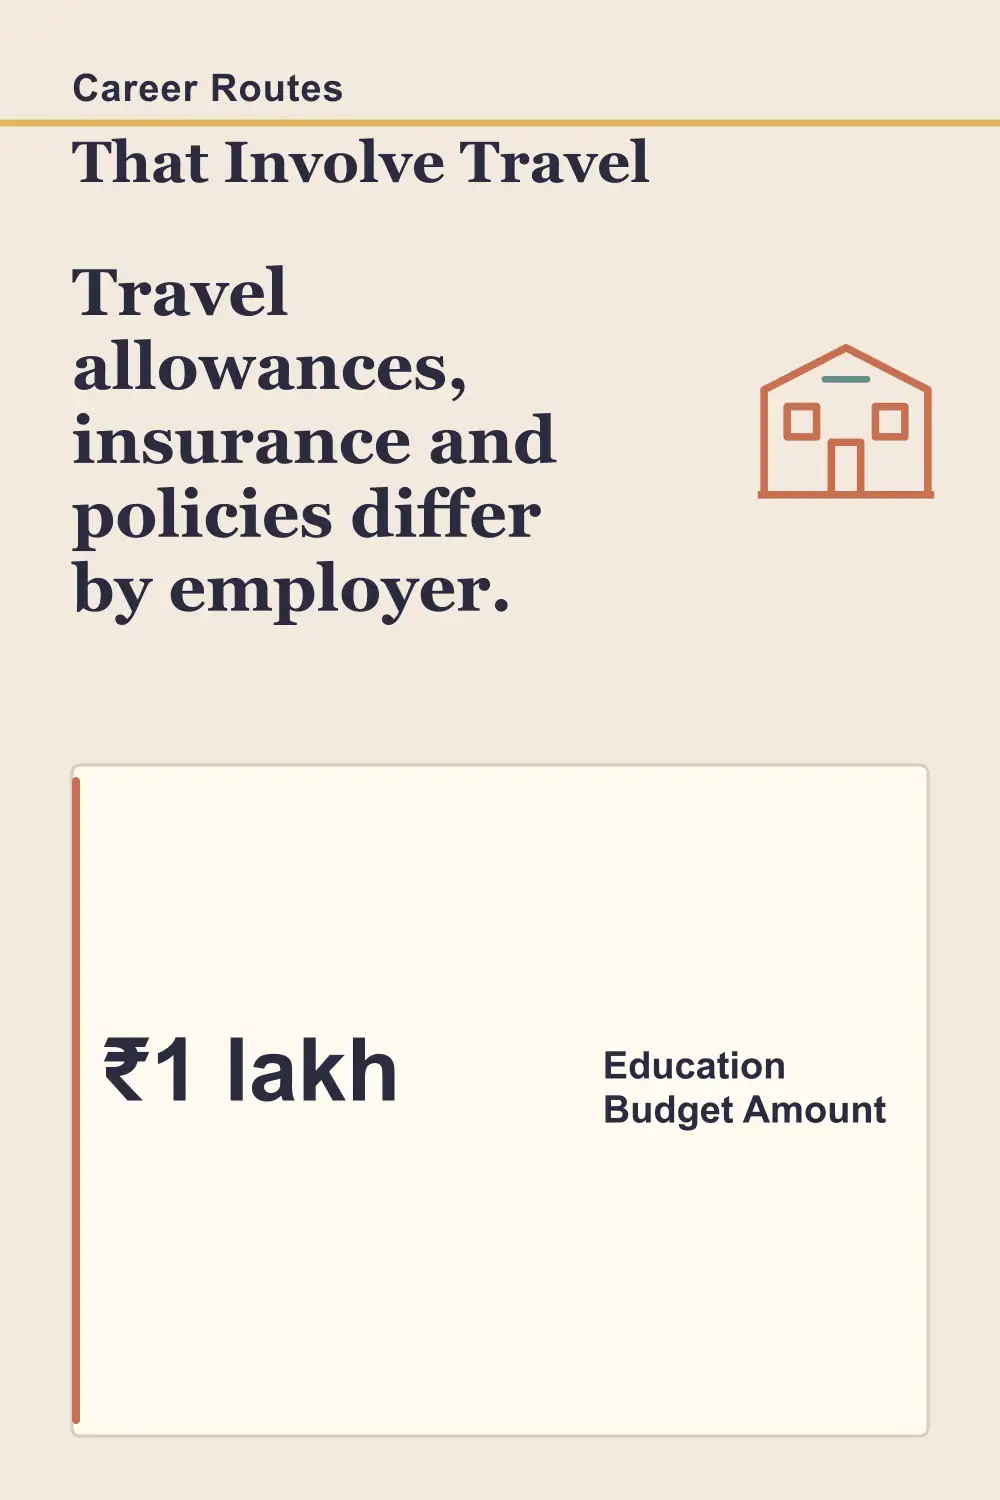 Career Routes
That Involve Travel
Travel
allowances,
insurance and
policies differ
by employer.
₹1 lakh
Education
Budget Amount